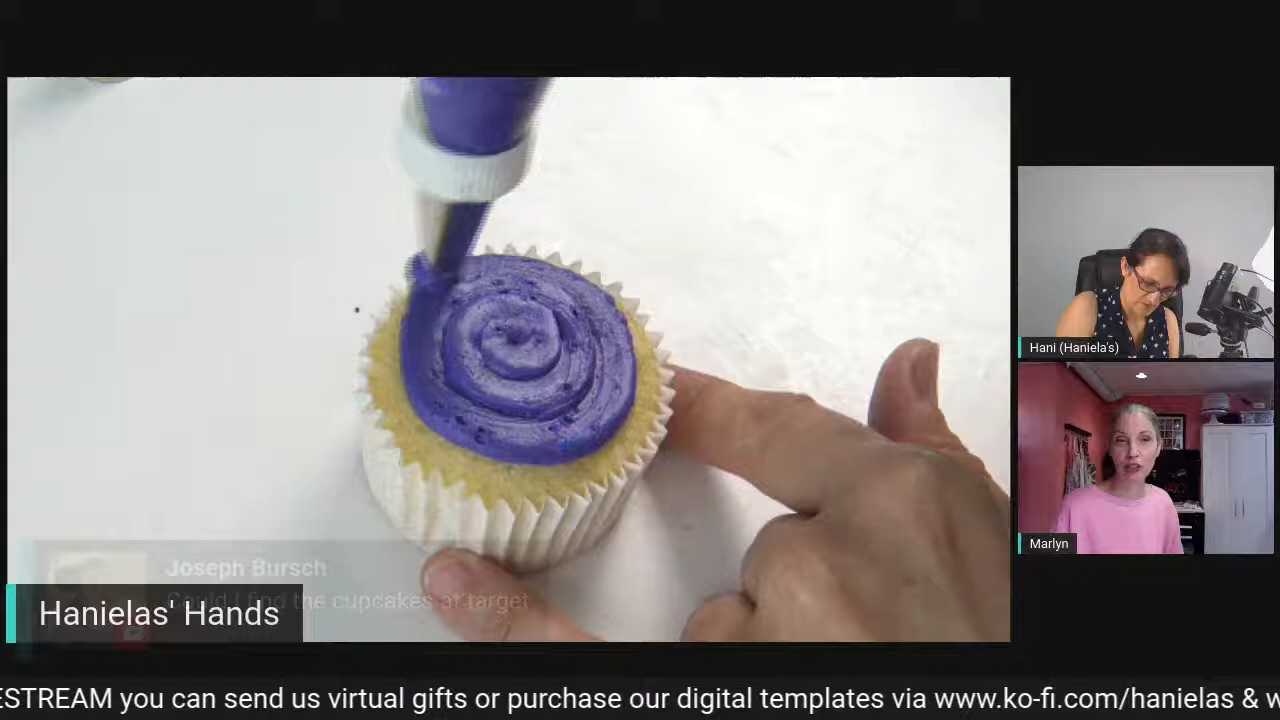 Hani (Haniela's)
Marlyn
Joseph Bursch
Could I find the cupcakes at target
Hanielas' Hands
ESTREAM you can send us virtual gifts or purchase our digital templates via www.ko-fi.com/hanielas & w